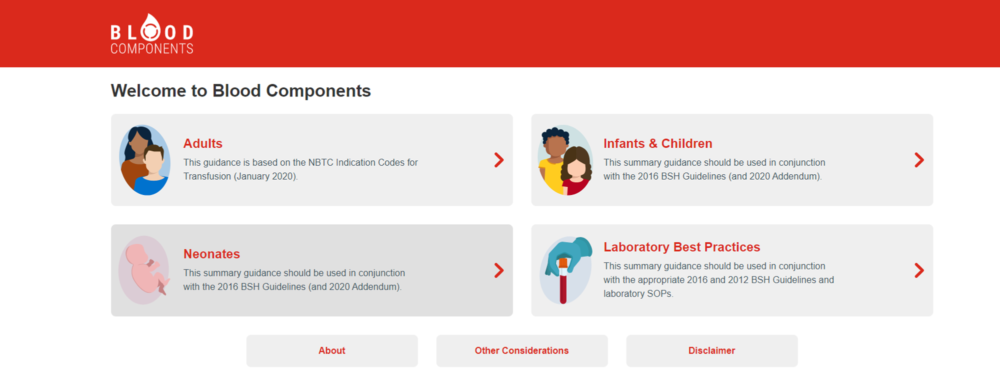 BLOOD
COMPONENTS
Welcome to Blood Components
Adults
This guidance is based on the NBTC Indication Codes for
Transfusion (January 2020).
Infants & Children
This summary guidance should be used in conjunction
with the 2016 BSH Guidelines (and 2020 Addendum).
Neonates
This summary guidance should be used in conjunction
with the 2016 BSH Guidelines (and 2020 Addendum).
Laboratory Best Practices
This summary guidance should be used in conjunction
with the appropriate 2016 and 2012 BSH Guidelines and
laboratory SOPs.
About
Other Considerations
Disclaimer